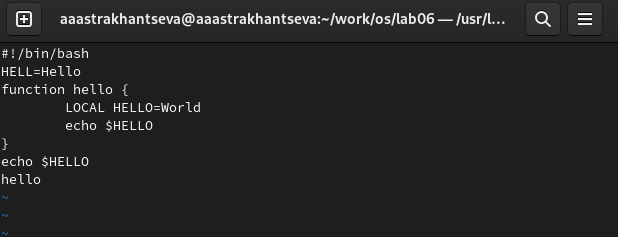 aaastrakhantseva@aaastrakhantseva:~/work/os/lab06 — /usr/l...
#!/bin/bash
HELL=Hello
function hello {
        LOCAL HELLO=World
        echo $HELLO
}
echo $HELLO
hello
~
~
~